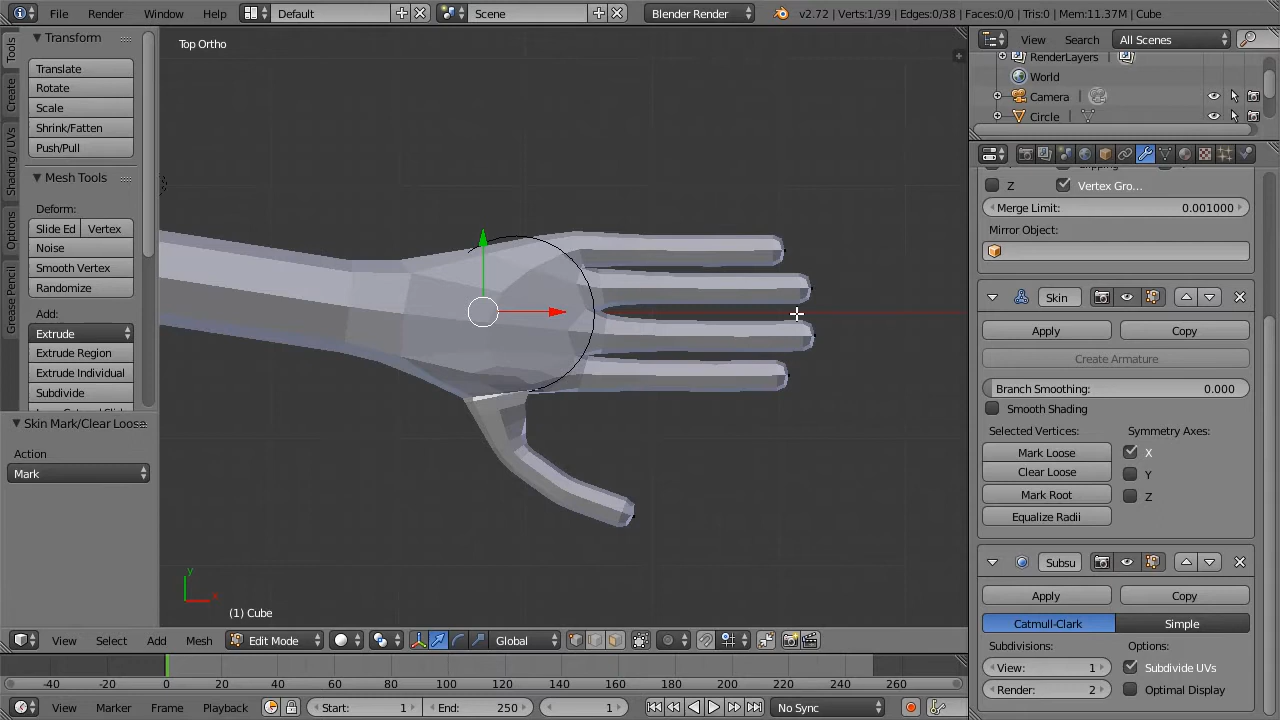 File Render Window Help Default Scene Blender Render v2.72 | Verts:1/39 | Edges:0/38 | Faces:0/0 | Tris:0 | Mem:11.37M | Cube
Tools
Create
Shading / UVs
Options
Grease Pencil
Transform
Translate
Rotate
Scale
Shrink/Fatten
Push/Pull
Mesh Tools
Deform:
Slide Ed Vertex
Noise
Smooth Vertex
Randomize
Add:
Extrude
Extrude Region
Extrude Individual
Subdivide
Skin Mark/Clear Loose
Action
Mark
Top Ortho
y
x
(1) Cube
View Select Add Mesh Edit Mode Global
-40 -20 0 20 40 60 80 100 120 140 160 180 200 220 240 260
View Marker Frame Playback Start: 1 End: 250 1 No Sync
View Search All Scenes
RenderLayers
World
Camera
Circle
Z Vertex Gro...
Merge Limit: 0.001000
Mirror Object:
Skin
Apply Copy
Create Armature
Branch Smoothing: 0.000
Smooth Shading
Selected Vertices: Symmetry Axes:
Mark Loose X
Clear Loose Y
Mark Root Z
Equalize Radii
Subsu
Apply Copy
Catmull-Clark Simple
Subdivisions: Options:
View: 1 Subdivide UVs
Render: 2 Optimal Display